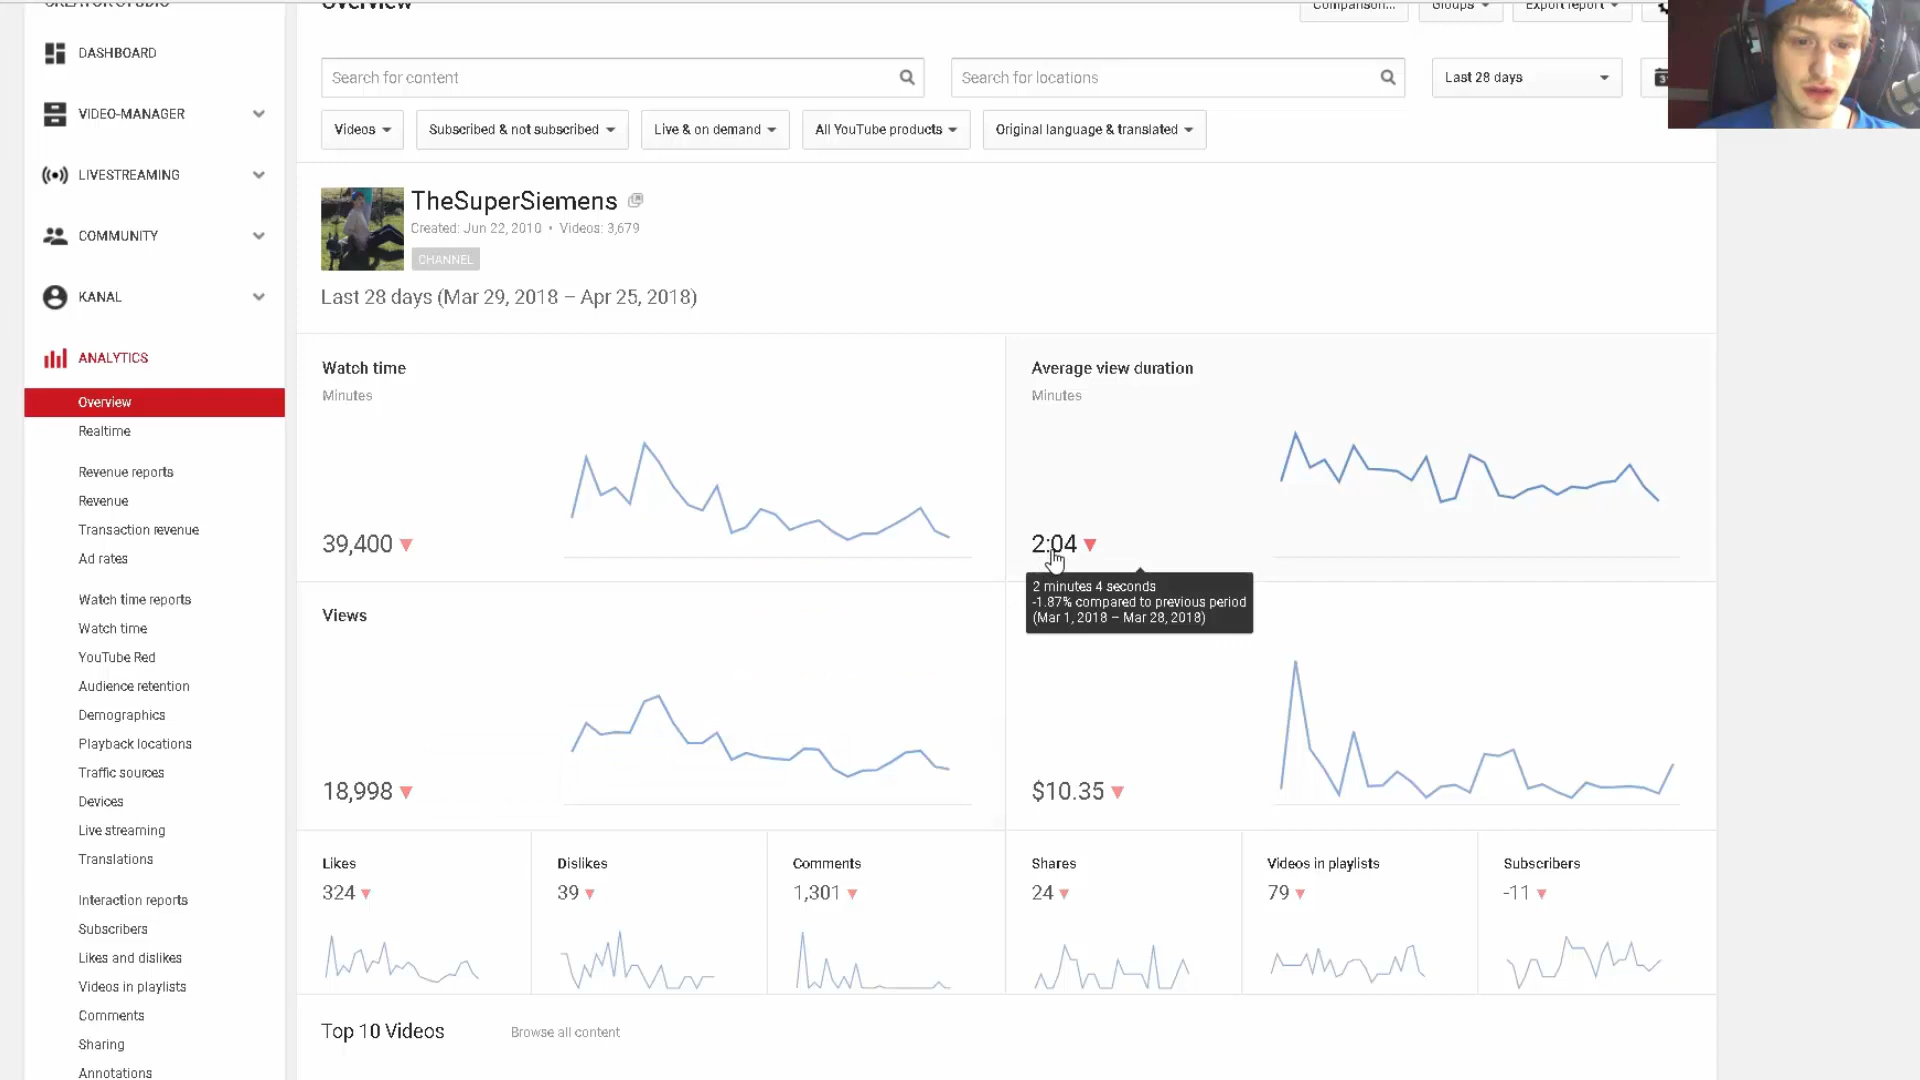 CREATOR STUDIO
Overview
Comparison...
Groups
Export report
DASHBOARD
Search for content
Search for locations
Last 28 days
VIDEO-MANAGER
Videos
Subscribed & not subscribed
Live & on demand
All YouTube products
Original language & translated
LIVESTREAMING
TheSuperSiemens
Created: Jun 22, 2010 • Videos: 3,679
COMMUNITY
CHANNEL
KANAL
Last 28 days (Mar 29, 2018 – Apr 25, 2018)
ANALYTICS
Overview
Realtime
Revenue reports
Revenue
Transaction revenue
Ad rates
Watch time reports
Watch time
YouTube Red
Audience retention
Demographics
Playback locations
Traffic sources
Devices
Live streaming
Translations
Interaction reports
Subscribers
Likes and dislikes
Videos in playlists
Comments
Sharing
Annotations
Watch time
Minutes
39,400
Average view duration
Minutes
2:04
2 minutes 4 seconds
-1.87% compared to previous period
(Mar 1, 2018 – Mar 28, 2018)
Views
18,998
$10.35
Likes
324
Dislikes
39
Comments
1,301
Shares
24
Videos in playlists
79
Subscribers
-11
Top 10 Videos
Browse all content